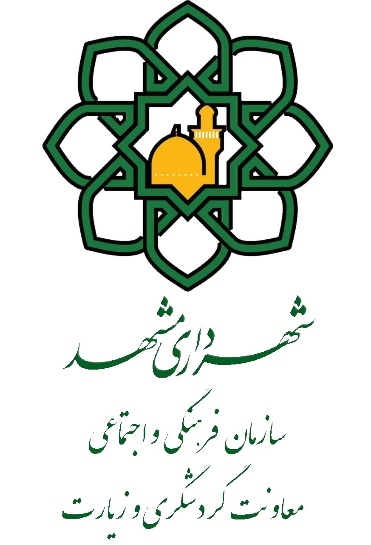 شهرداری مشهد
سازمان فرهنگی و اجتماعی
معاونت گردشگری و زیارت